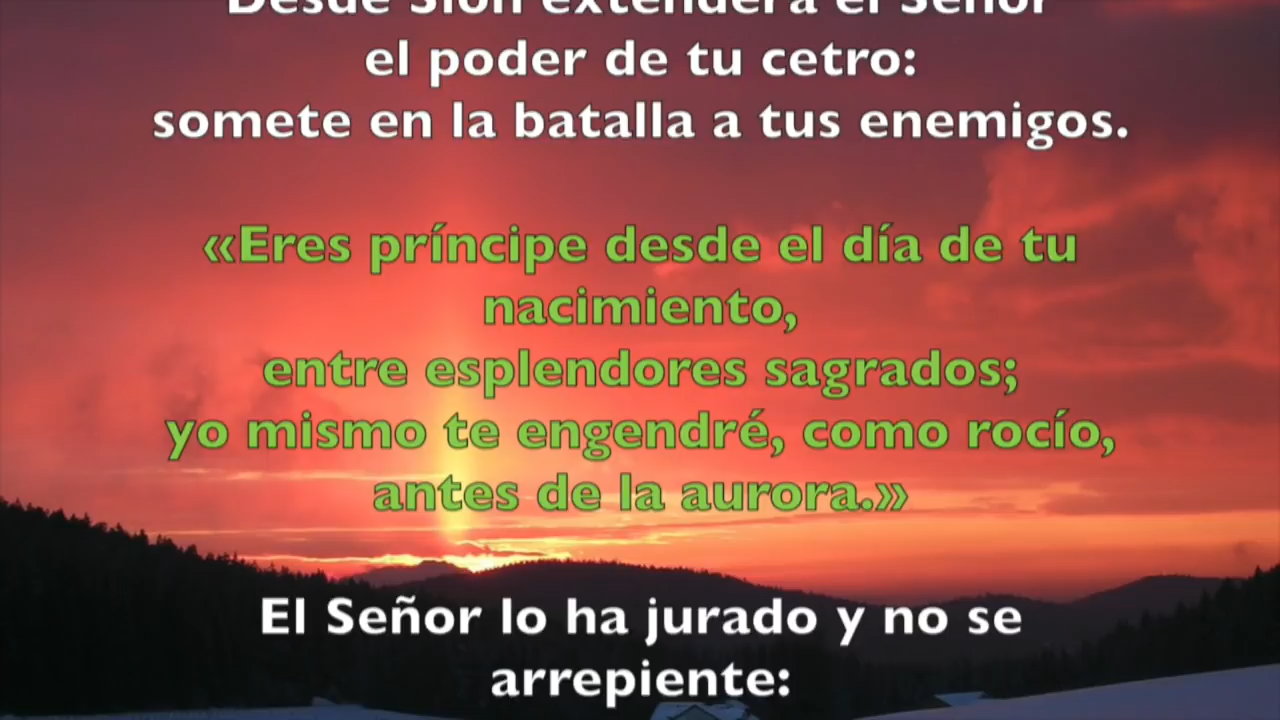 Desde Sión extenderá el Señor
el poder de tu cetro:
somete en la batalla a tus enemigos.
«Eres príncipe desde el día de tu
nacimiento,
entre esplendores sagrados;
yo mismo te engendré, como rocío,
antes de la aurora.»
El Señor lo ha jurado y no se
arrepiente: